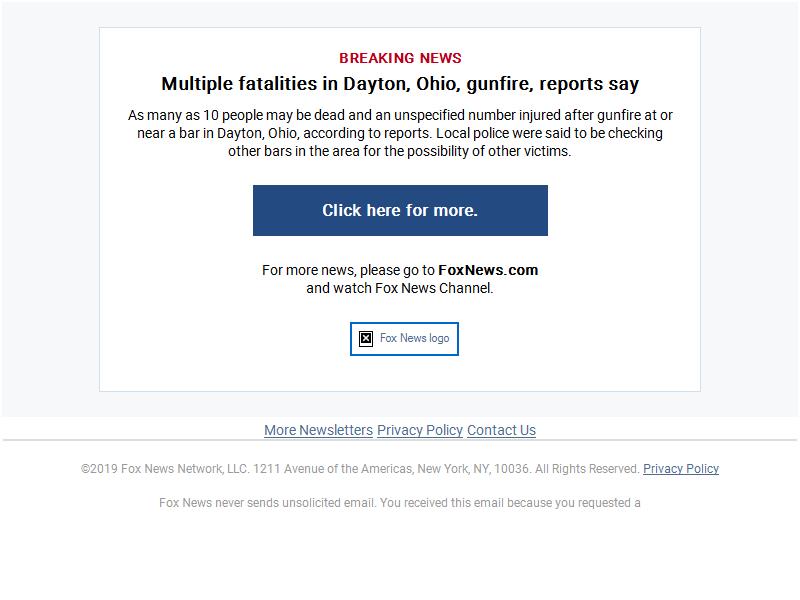 BREAKING NEWS
Multiple fatalities in Dayton, Ohio, gunfire, reports say
As many as 10 people may be dead and an unspecified number injured after gunfire at or
near a bar in Dayton, Ohio, according to reports. Local police were said to be checking
other bars in the area for the possibility of other victims.
Click here for more.
For more news, please go to FoxNews.com
and watch Fox News Channel.
Fox News logo
More Newsletters Privacy Policy Contact Us
©2019 Fox News Network, LLC. 1211 Avenue of the Americas, New York, NY, 10036. All Rights Reserved. Privacy Policy
Fox News never sends unsolicited email. You received this email because you requested a